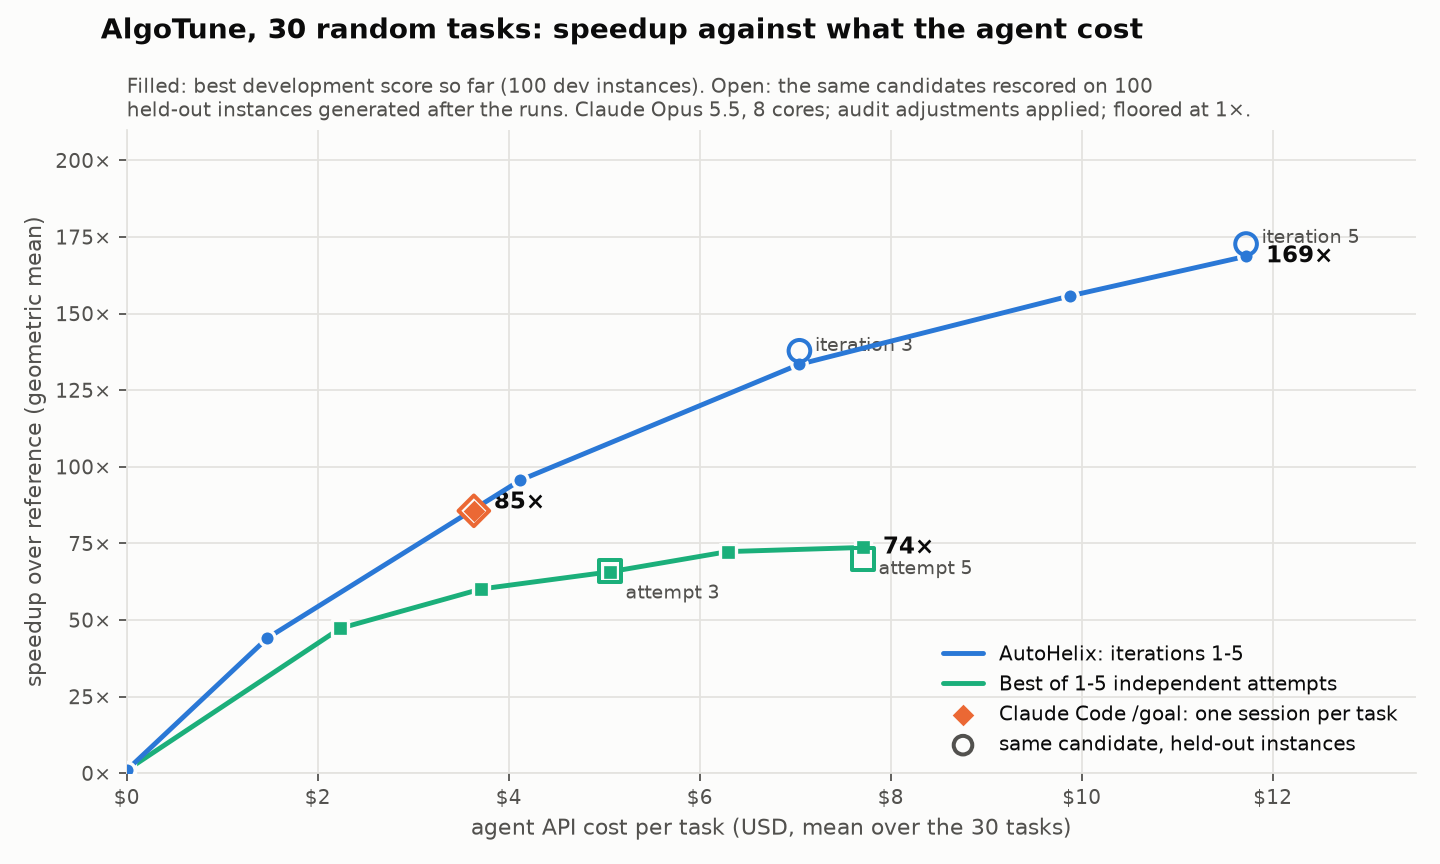 AlgoTune, 30 random tasks: speedup against what the agent cost
Filled: best development score so far (100 dev instances). Open: the same candidates rescored on 100
held-out instances generated after the runs. Claude Opus 5.5, 8 cores; audit adjustments applied; floored at 1×.
speedup over reference (geometric mean)
200×
175×
150×
125×
100×
75×
50×
25×
0×
iteration 5
169×
iteration 3
85×
74×
attempt 5
attempt 3
AutoHelix: iterations 1-5
Best of 1-5 independent attempts
Claude Code /goal: one session per task
same candidate, held-out instances
$0
$2
$4
$6
$8
$10
$12
agent API cost per task (USD, mean over the 30 tasks)